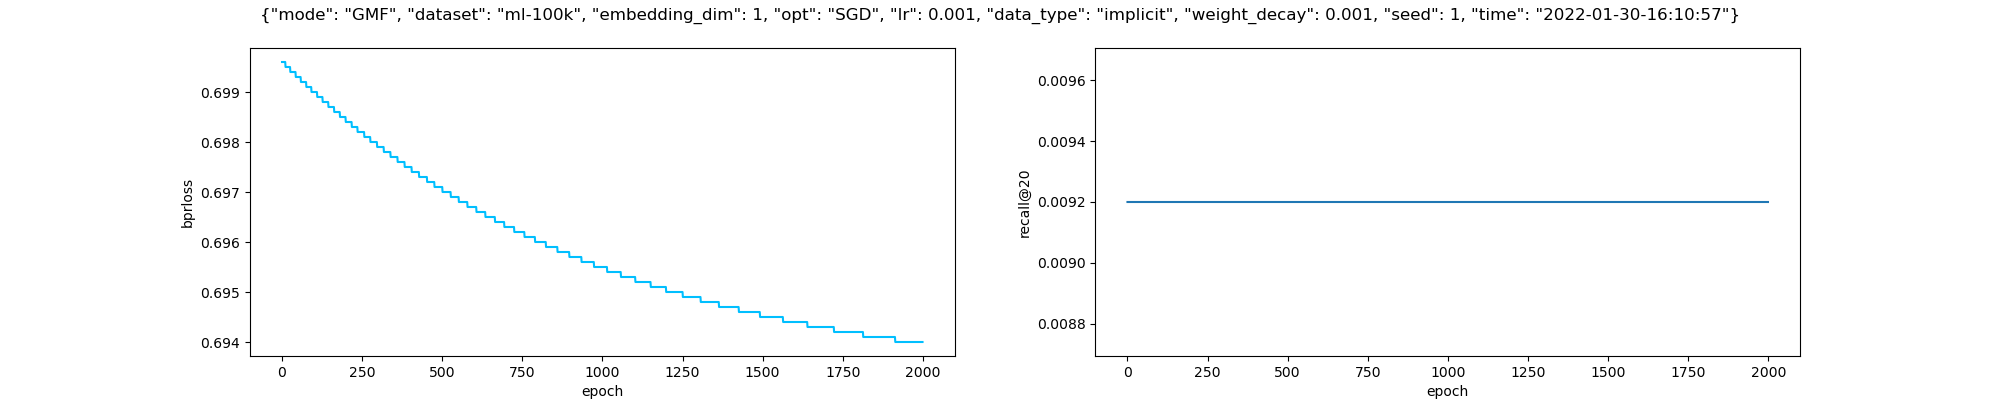 {"mode": "GMF", "dataset": "ml-100k", "embedding_dim": 1, "opt": "SGD", "lr": 0.001, "data_type": "implicit", "weight_decay": 0.001, "seed": 1, "time": "2022-01-30-16:10:57"}
bprloss
0.699
0.698
0.697
0.696
0.695
0.694
0 250 500 750 1000 1250 1500 1750 2000
epoch
recall@20
0.0096
0.0094
0.0092
0.0090
0.0088
0 250 500 750 1000 1250 1500 1750 2000
epoch